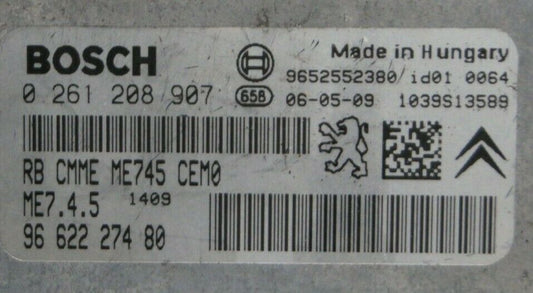 BOSCH
Made in Hungary
9652552380/id01 0064
0 261 208 907 658 06-05-09 1039S13589
RB CMME ME745 CEM0
ME7.4.5 1409
96 622 274 80